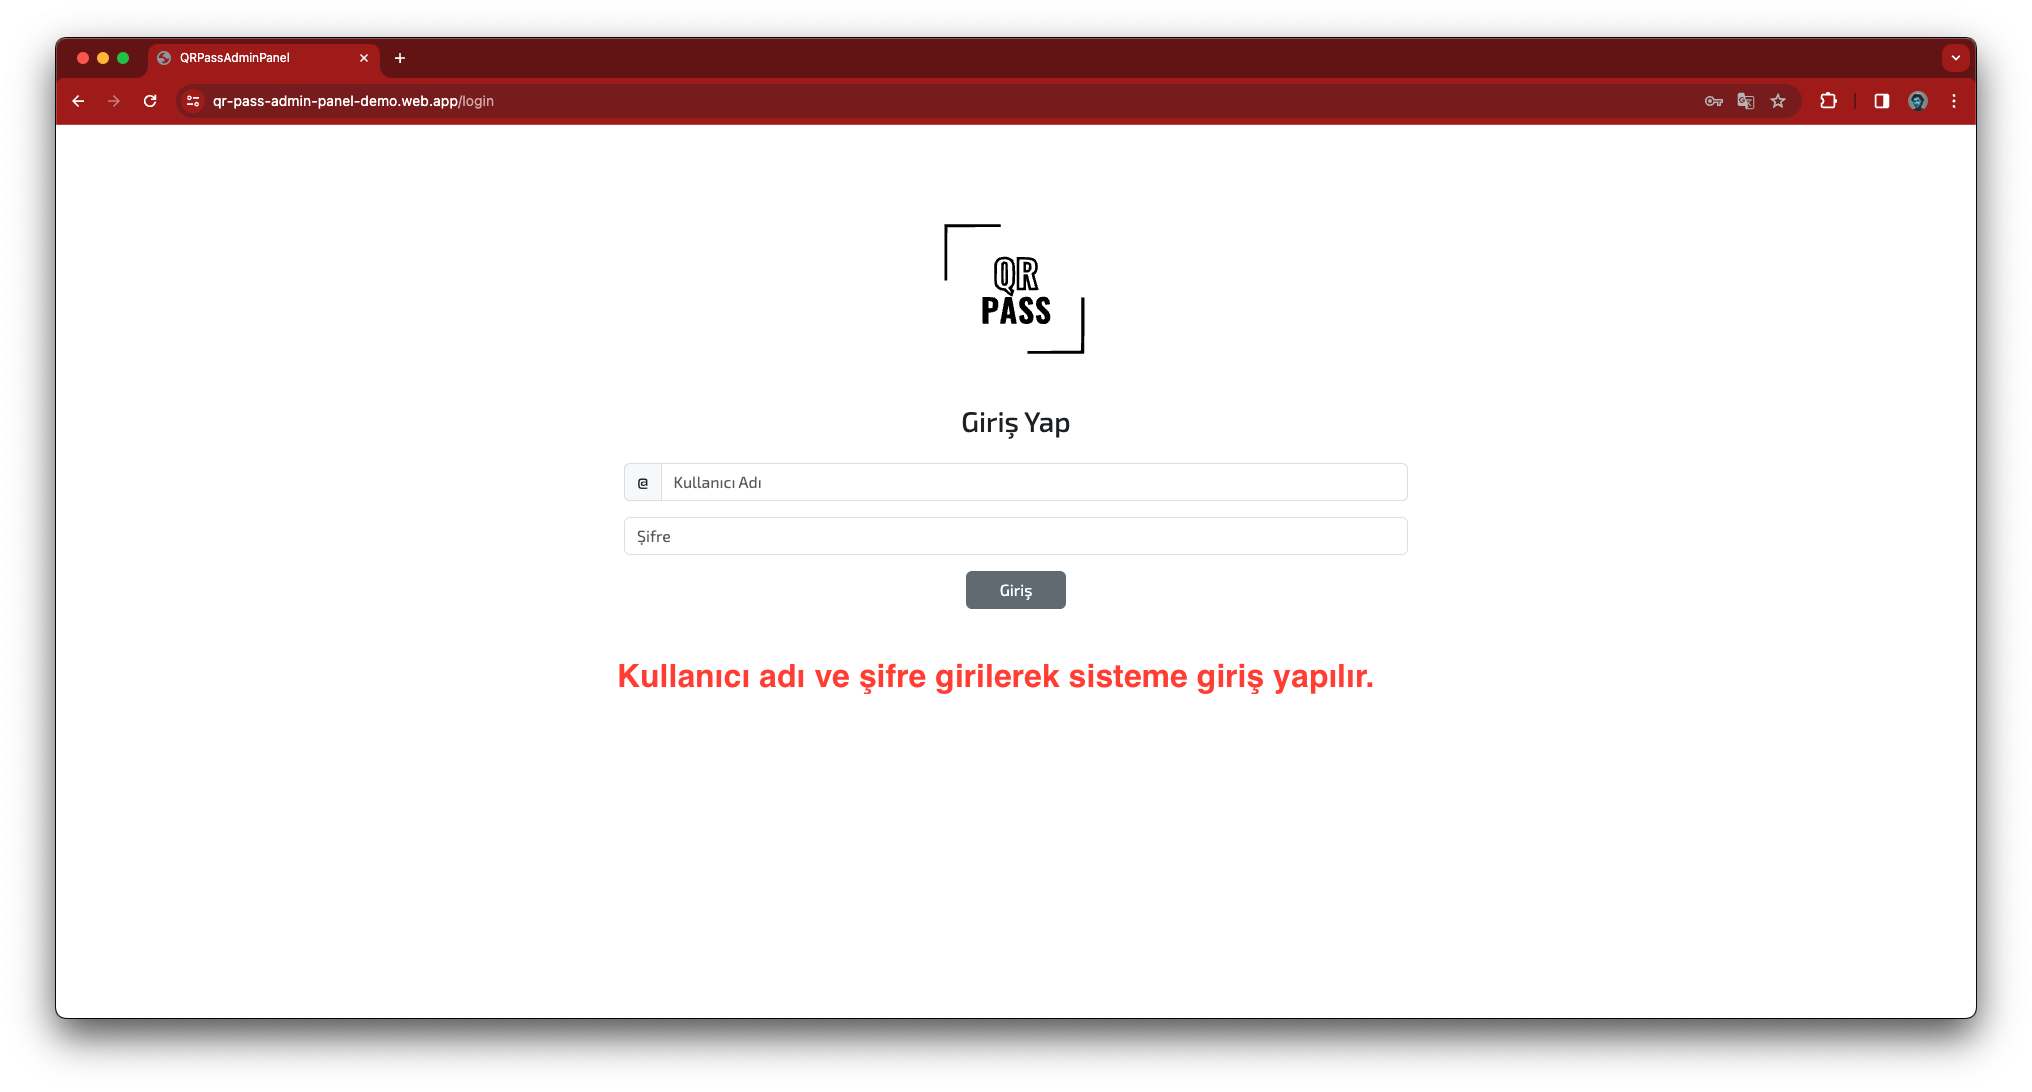 QRPassAdminPanel
qr-pass-admin-panel-demo.web.app/login
QR
PASS
Giriş Yap
@ Kullanıcı Adı
Şifre
Giriş
Kullanıcı adı ve şifre girilerek sisteme giriş yapılır.